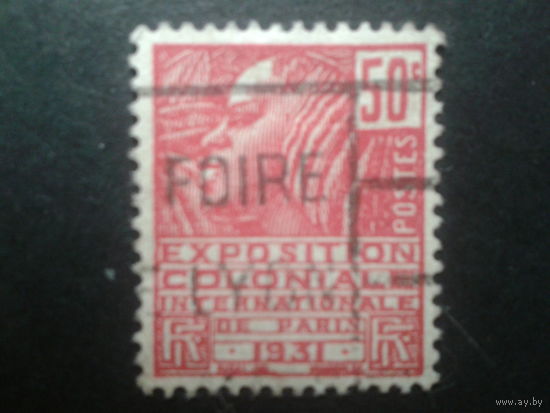 50c
POSTES
FOIRE
EXPOSITION
COLONIALE
INTERNATIONALE
DE PARIS
RF 1931 RF
www.ay.by